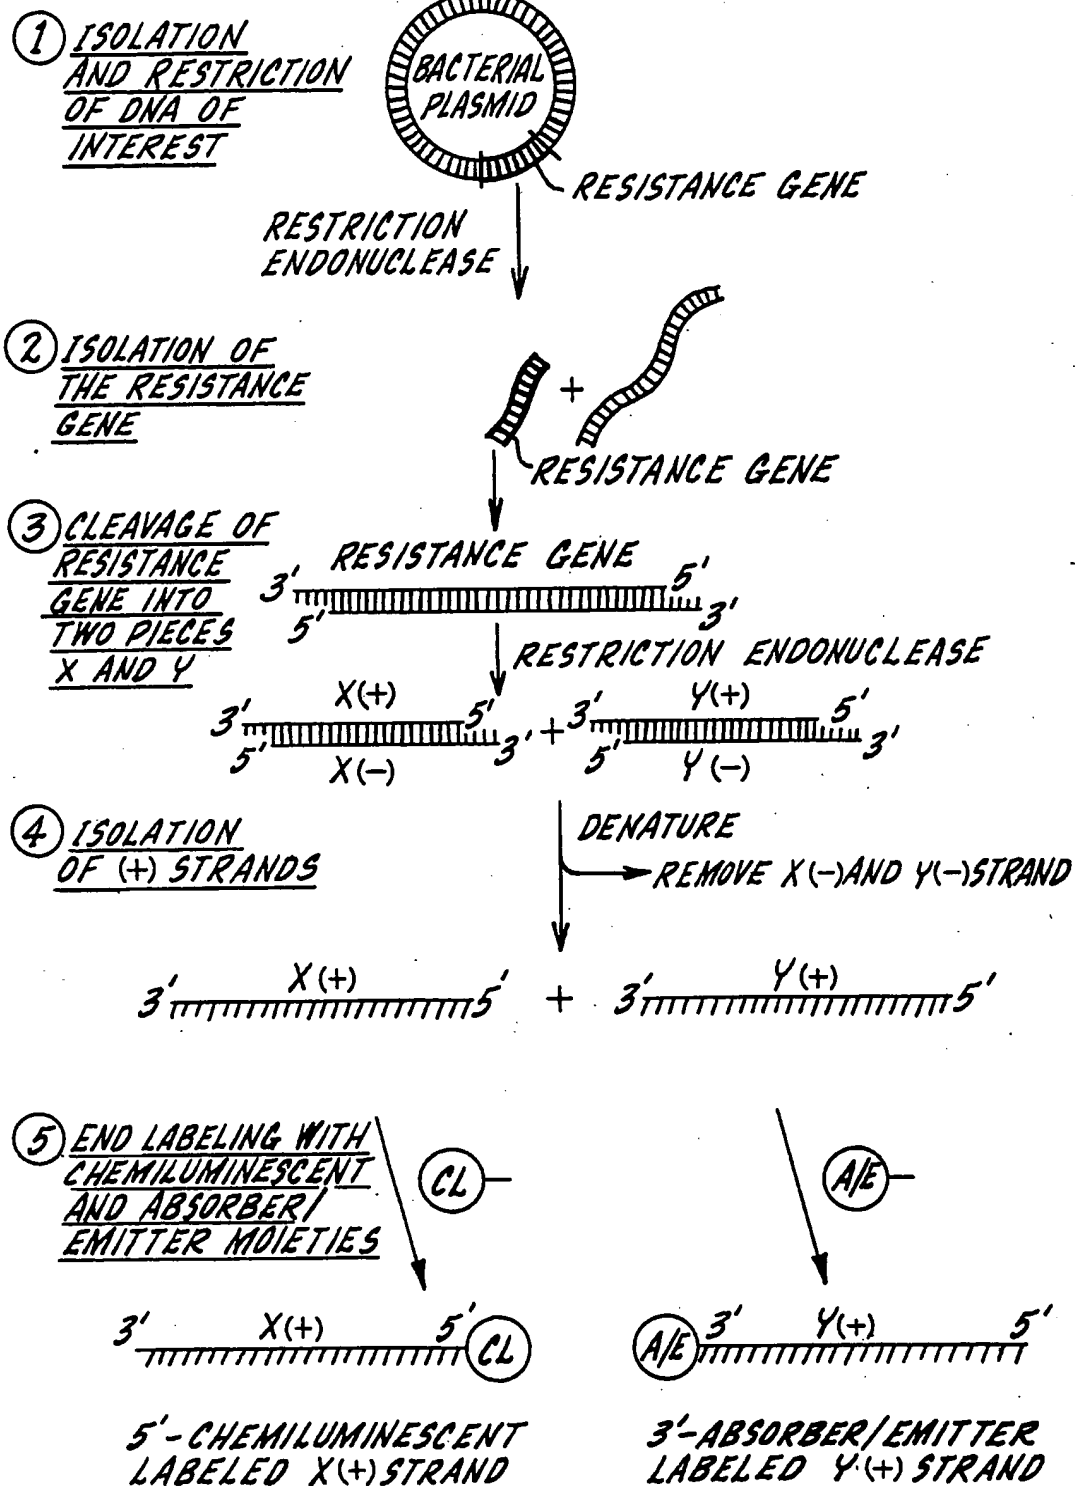 1 ISOLATION
AND RESTRICTION
OF DNA OF
INTEREST
BACTERIAL
PLASMID
RESISTANCE GENE
RESTRICTION
ENDONUCLEASE
2 ISOLATION OF
THE RESISTANCE
GENE
+
RESISTANCE GENE
3 CLEAVAGE OF
RESISTANCE
GENE INTO
TWO PIECES
X AND Y
RESISTANCE GENE
3' 5'
5' 3'
RESTRICTION ENDONUCLEASE
X(+) Y(+)
3' 5' + 3' 5'
5' 3' 5' 3'
X(-) Y(-)
4 ISOLATION
OF (+) STRANDS
DENATURE
REMOVE X(-)AND Y(-)STRAND
X(+) Y(+)
3' 5' + 3' 5'
5 END LABELING WITH
CHEMILUMINESCENT
AND ABSORBER/
EMITTER MOIETIES
CL
A/E
3' X(+) 5' CL
A/E 3' Y(+) 5'
5'-CHEMILUMINESCENT
LABELED X(+) STRAND
3'-ABSORBER/EMITTER
LABELED Y(+) STRAND